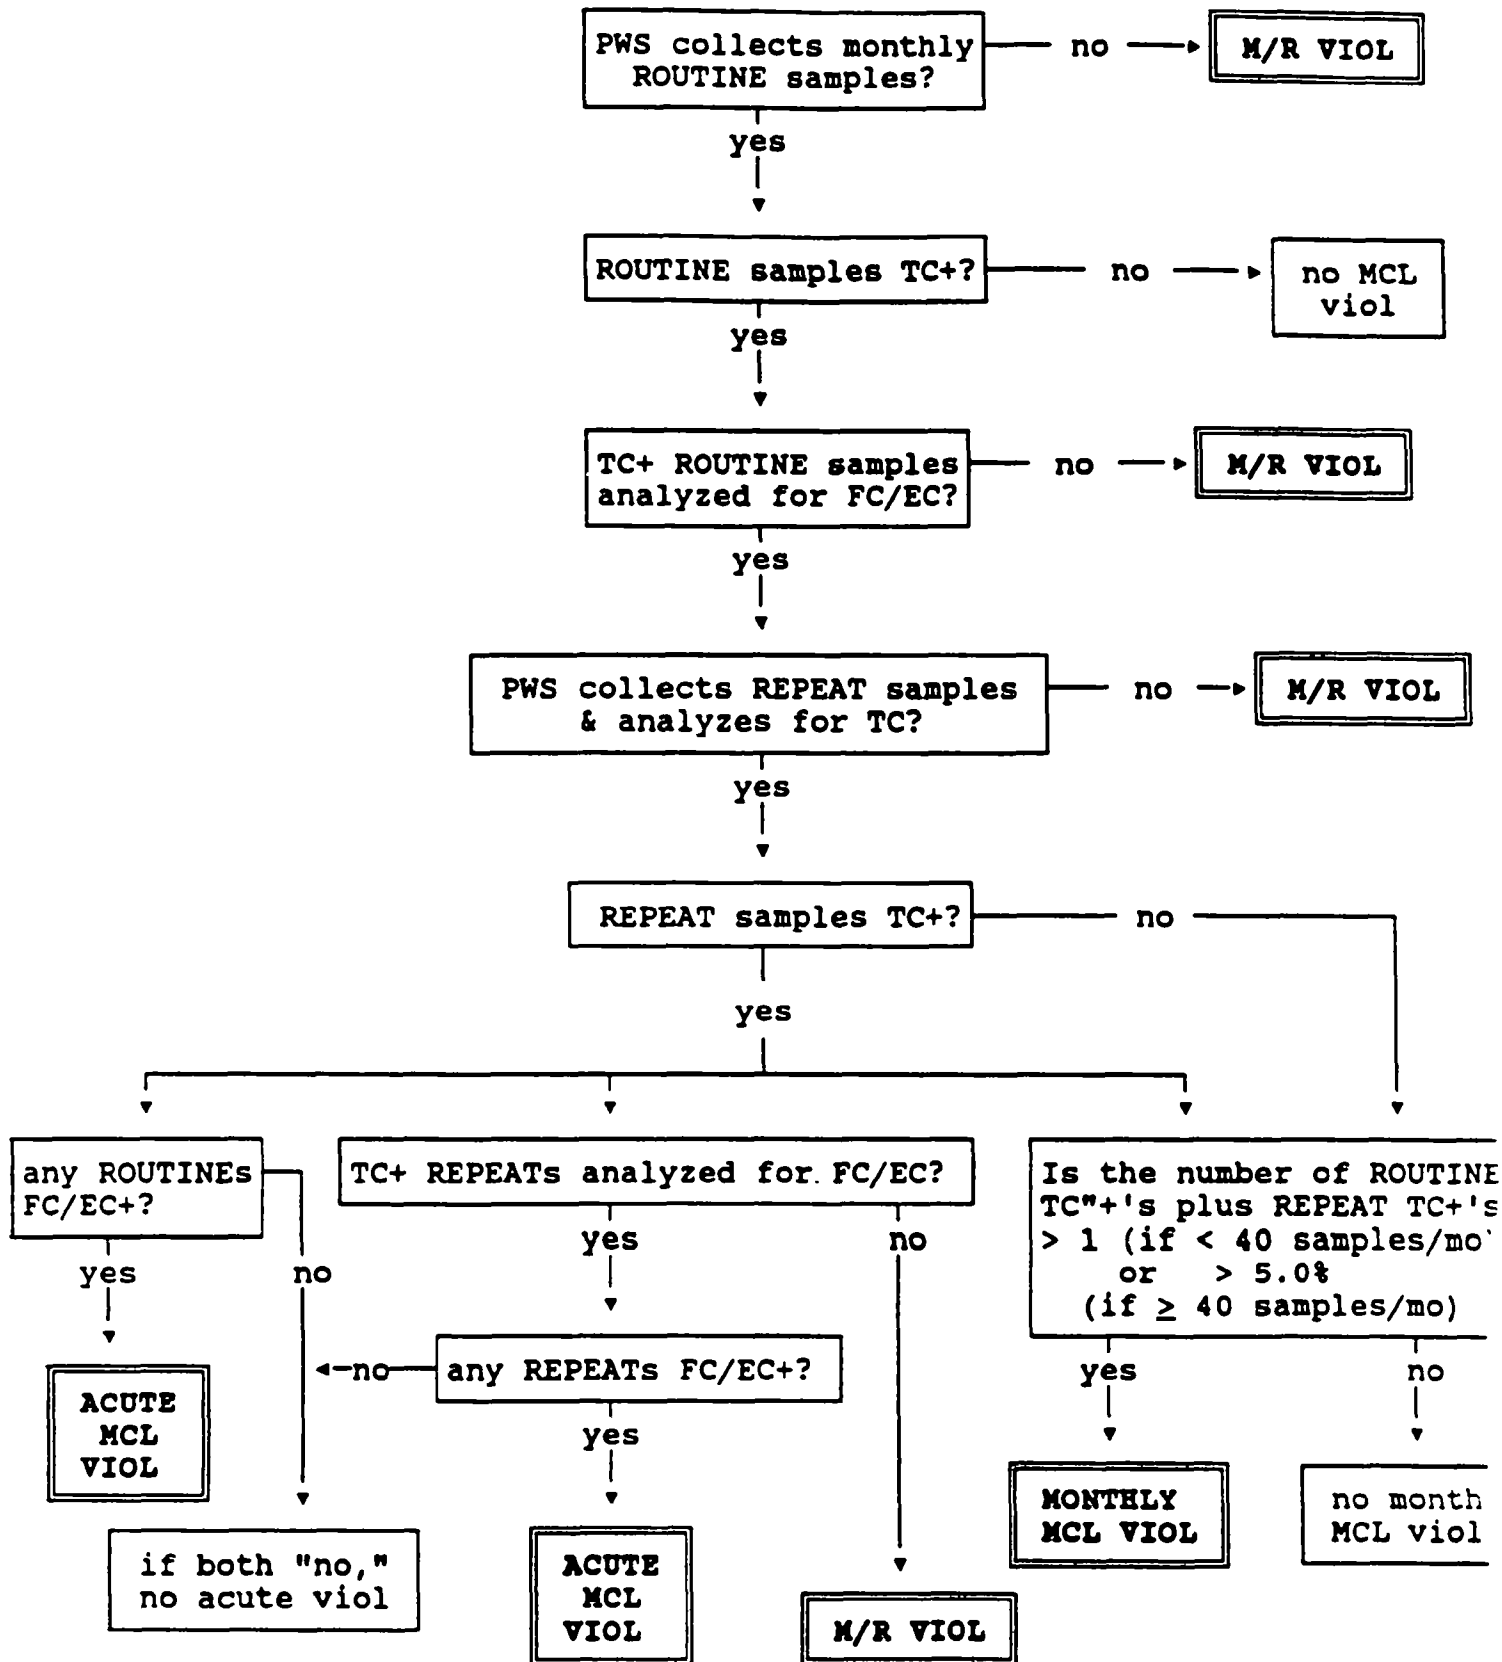 PWS collects monthly
ROUTINE samples?
no
M/R VIOL
yes
ROUTINE samples TC+?
no
no MCL
viol
yes
TC+ ROUTINE samples
analyzed for FC/EC?
no
M/R VIOL
yes
PWS collects REPEAT samples
& analyzes for TC?
no
M/R VIOL
yes
REPEAT samples TC+?
no
yes
any ROUTINEs
FC/EC+?
yes
no
ACUTE
MCL
VIOL
if both "no,"
no acute viol
TC+ REPEATs analyzed for. FC/EC?
yes
no
any REPEATs FC/EC+?
no
yes
ACUTE
MCL
VIOL
M/R VIOL
Is the number of ROUTINE
TC"+'s plus REPEAT TC+'s
> 1 (if < 40 samples/mo
or > 5.0%
(if ≥ 40 samples/mo)
yes
no
MONTHLY
MCL VIOL
no month
MCL viol